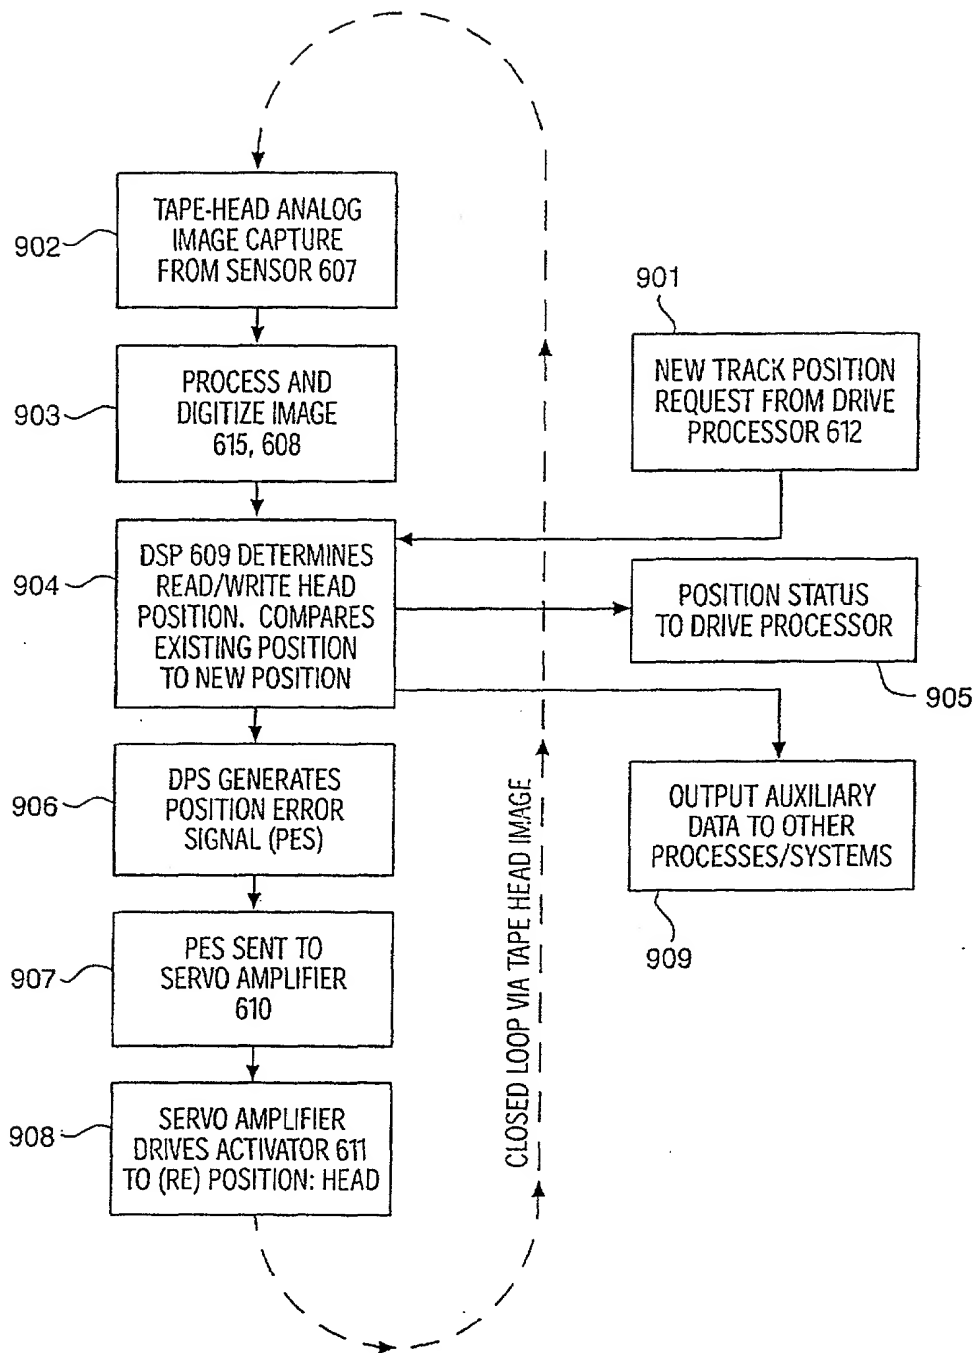 902
TAPE-HEAD ANALOG
IMAGE CAPTURE
FROM SENSOR 607
903
PROCESS AND
DIGITIZE IMAGE
615, 608
901
NEW TRACK POSITION
REQUEST FROM DRIVE
PROCESSOR 612
904
DSP 609 DETERMINES
READ/WRITE HEAD
POSITION. COMPARES
EXISTING POSITION
TO NEW POSITION
POSITION STATUS
TO DRIVE PROCESSOR
905
906
DPS GENERATES
POSITION ERROR
SIGNAL (PES)
OUTPUT AUXILIARY
DATA TO OTHER
PROCESSES/SYSTEMS
909
907
PES SENT TO
SERVO AMPLIFIER
610
908
SERVO AMPLIFIER
DRIVES ACTIVATOR 611
TO (RE) POSITION: HEAD
CLOSED LOOP VIA TAPE HEAD IMAGE